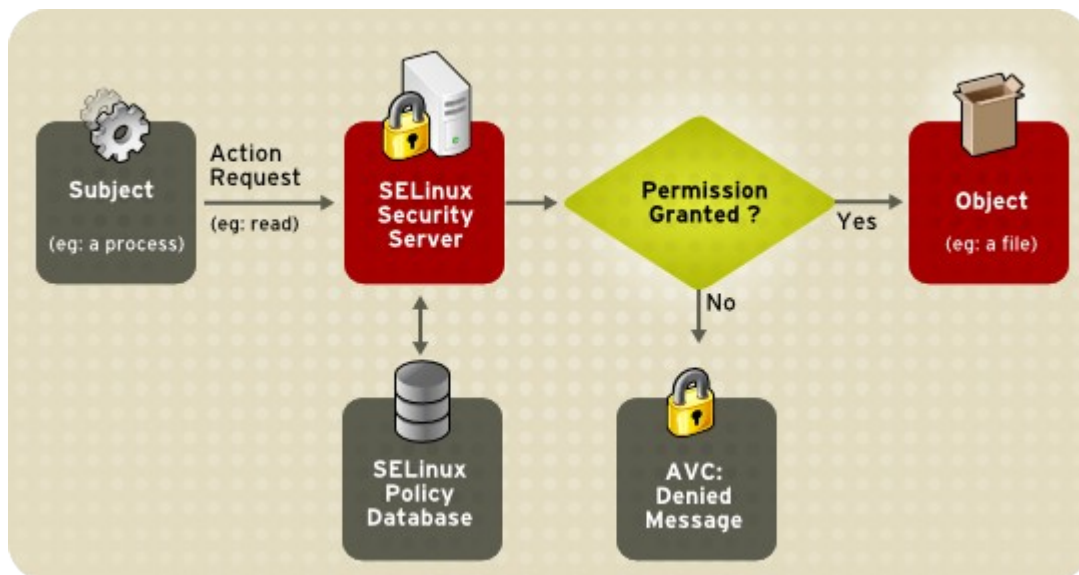 Subject
(eg: a process)
Action
Request
(eg: read)
SELinux
Security
Server
Permission
Granted ?
Yes
Object
(eg: a file)
No
SELinux
Policy
Database
AVC:
Denied
Message